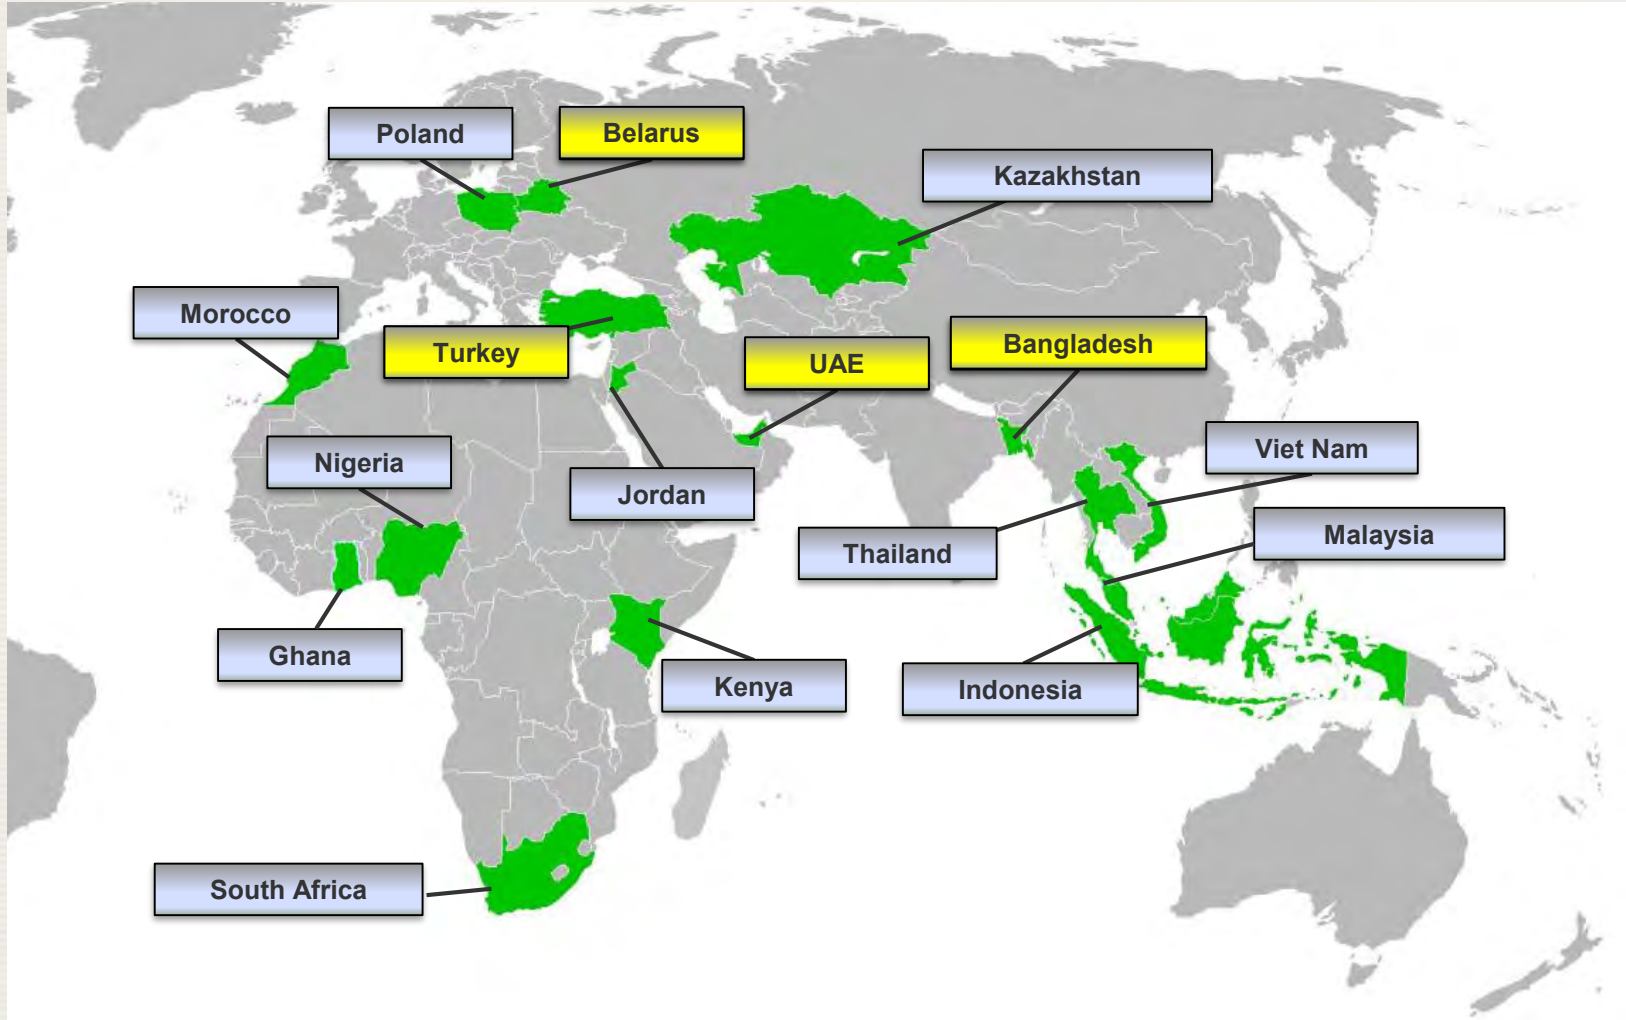 Poland
Belarus
Kazakhstan
Morocco
Turkey
UAE
Bangladesh
Nigeria
Jordan
Viet Nam
Thailand
Malaysia
Ghana
Kenya
Indonesia
South Africa